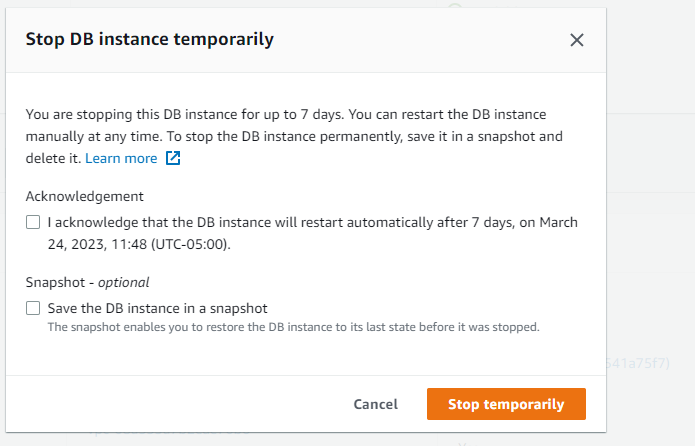 Stop DB instance temporarily
You are stopping this DB instance for up to 7 days. You can restart the DB instance
manually at any time. To stop the DB instance permanently, save it in a snapshot and
delete it. Learn more
Acknowledgement
I acknowledge that the DB instance will restart automatically after 7 days, on March
24, 2023, 11:48 (UTC-05:00).
Snapshot - optional
Save the DB instance in a snapshot
The snapshot enables you to restore the DB instance to its last state before it was stopped.
541a75f7)
Cancel
Stop temporarily